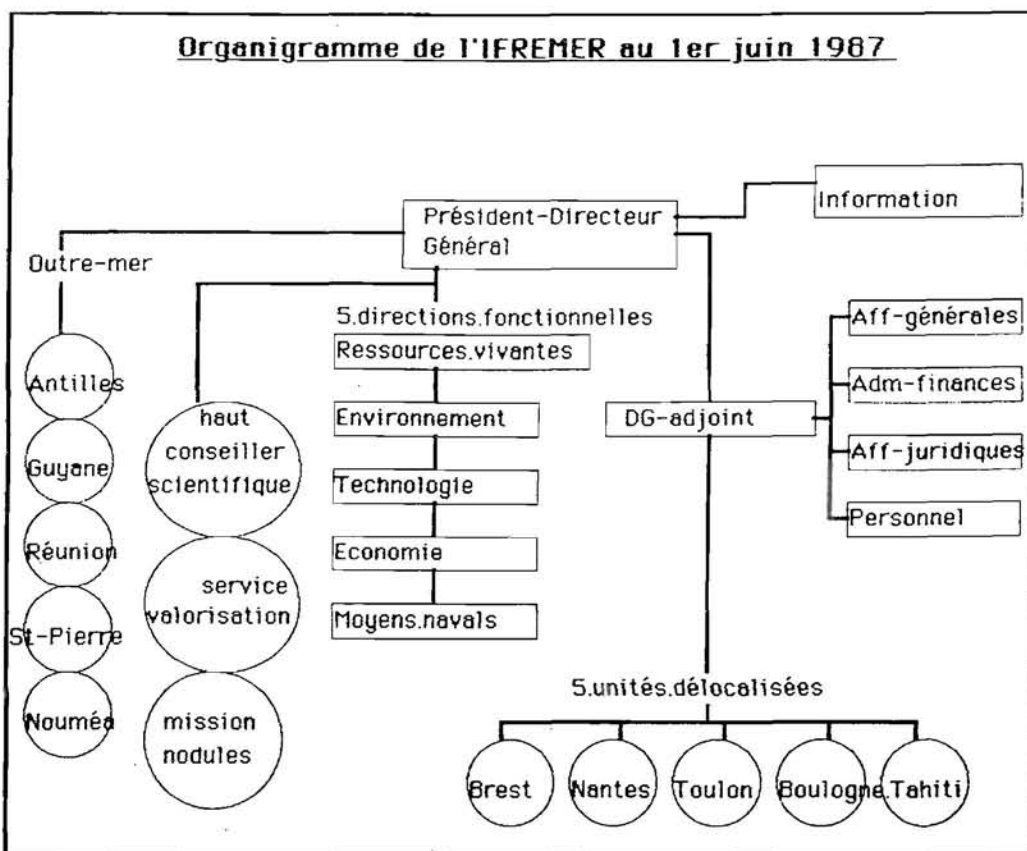 Organigramme de l'IFREMER au 1er juin 1987
Information
Président-Directeur
Général
Outre-mer
Antilles
Guyane
Réunion
St-Pierre
Nouméa
haut
conseiller
scientifique
service
valorisation
mission
nodules
5.directions.fonctionnelles
Ressources.vivantes
Environnement
Technologie
Economie
Moyens.navals
DG-adjoint
Aff-générales
Adm-finances
Aff-juridiques
Personnel
5.unités.délocalisées
Brest
Nantes
Toulon
Boulogne.
Tahiti